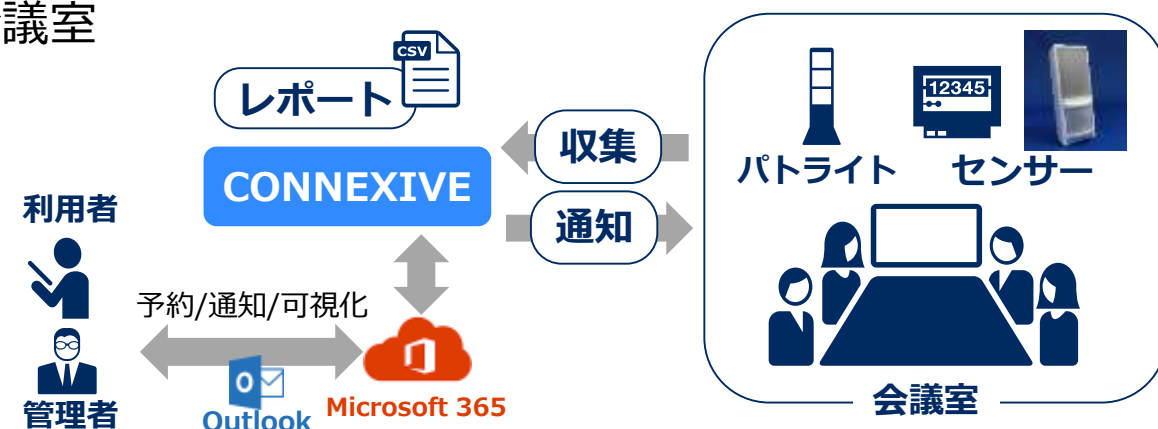 議室
CSV
レポート
収集
12345
パトライト
センサー
CONNEXIVE
利用者
通知
予約/通知/可視化
管理者
Outlook
Microsoft 365
会議室